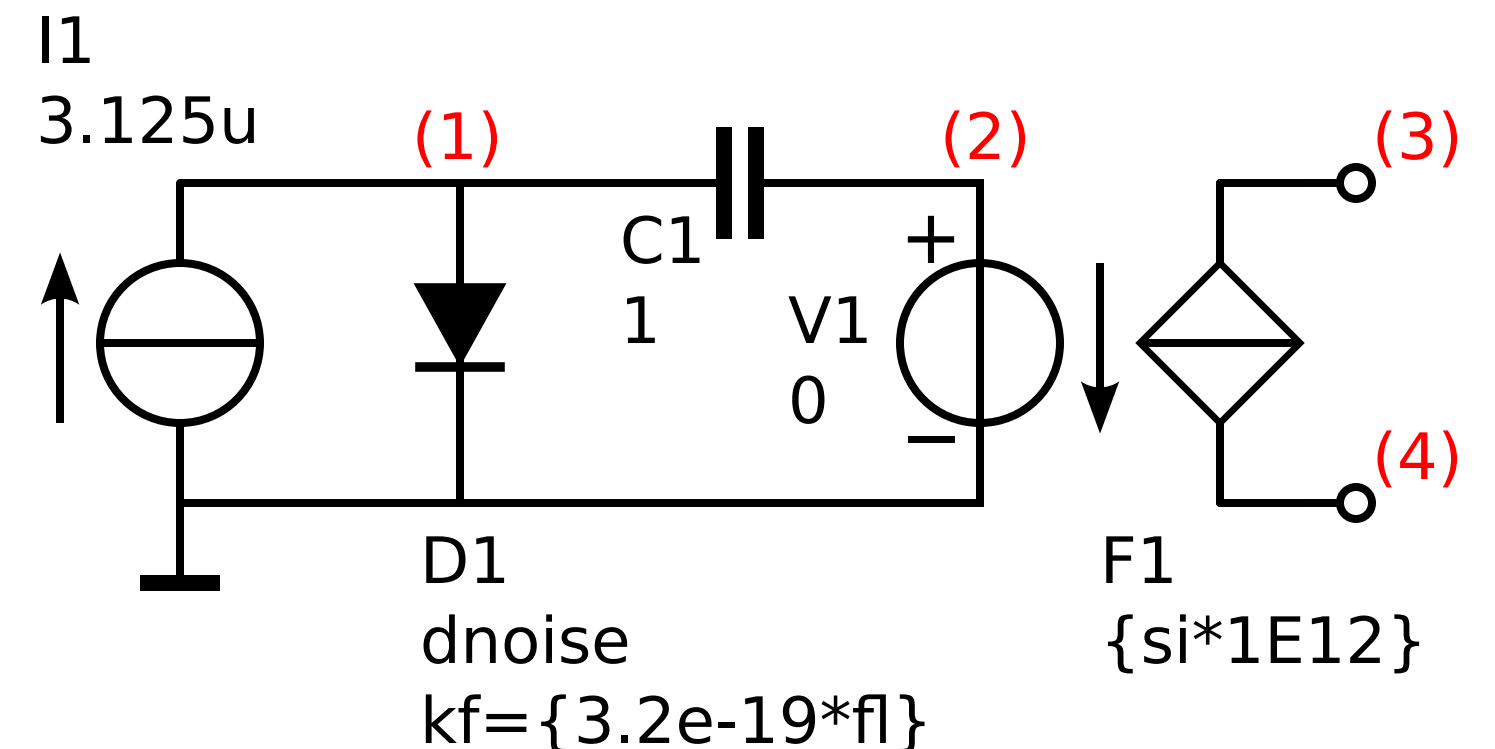 I1
3.125u
(1)
(2)
(3)
C1
1
+
V1
0
−
(4)
D1
dnoise
kf={3.2e-19*fl}
F1
{si*1E12}